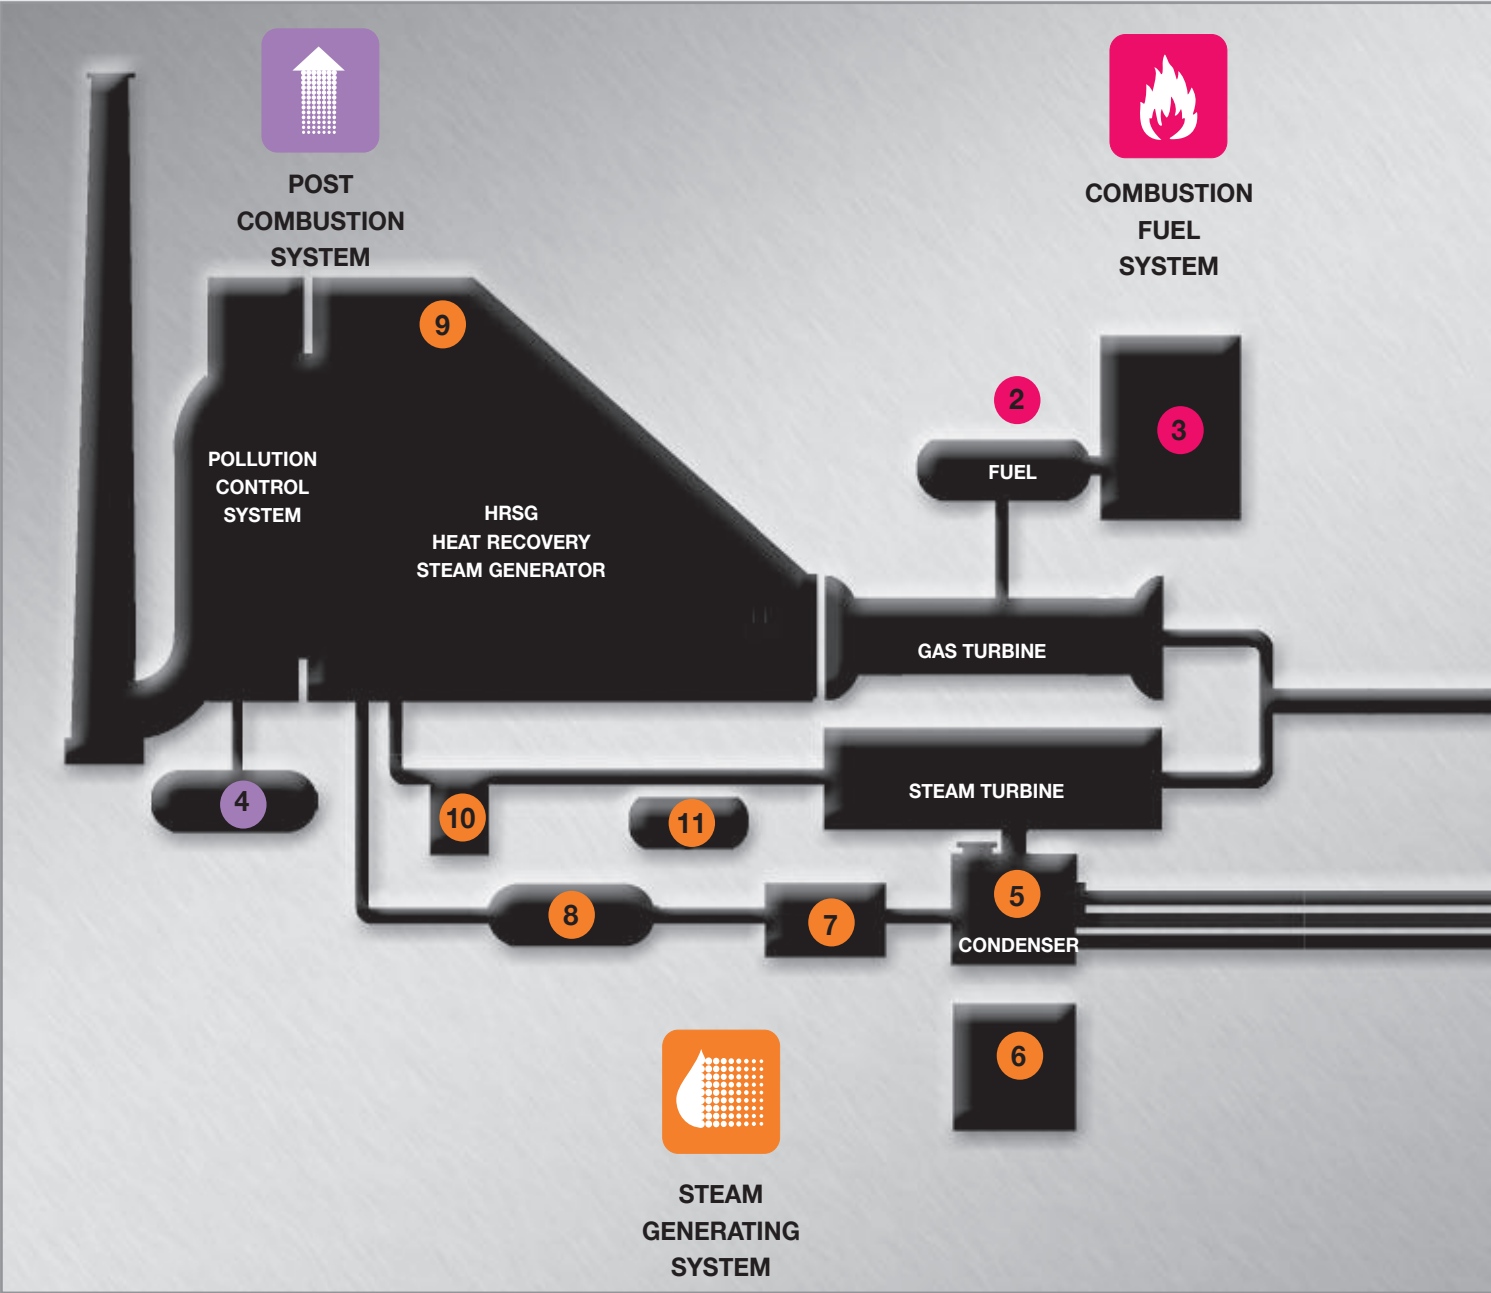 POST
COMBUSTION
SYSTEM
COMBUSTION
FUEL
SYSTEM
9
2
3
FUEL
POLLUTION
CONTROL
SYSTEM
HRSG
HEAT RECOVERY
STEAM GENERATOR
GAS TURBINE
STEAM TURBINE
4
10
11
5
8
7
CONDENSER
6
STEAM
GENERATING
SYSTEM